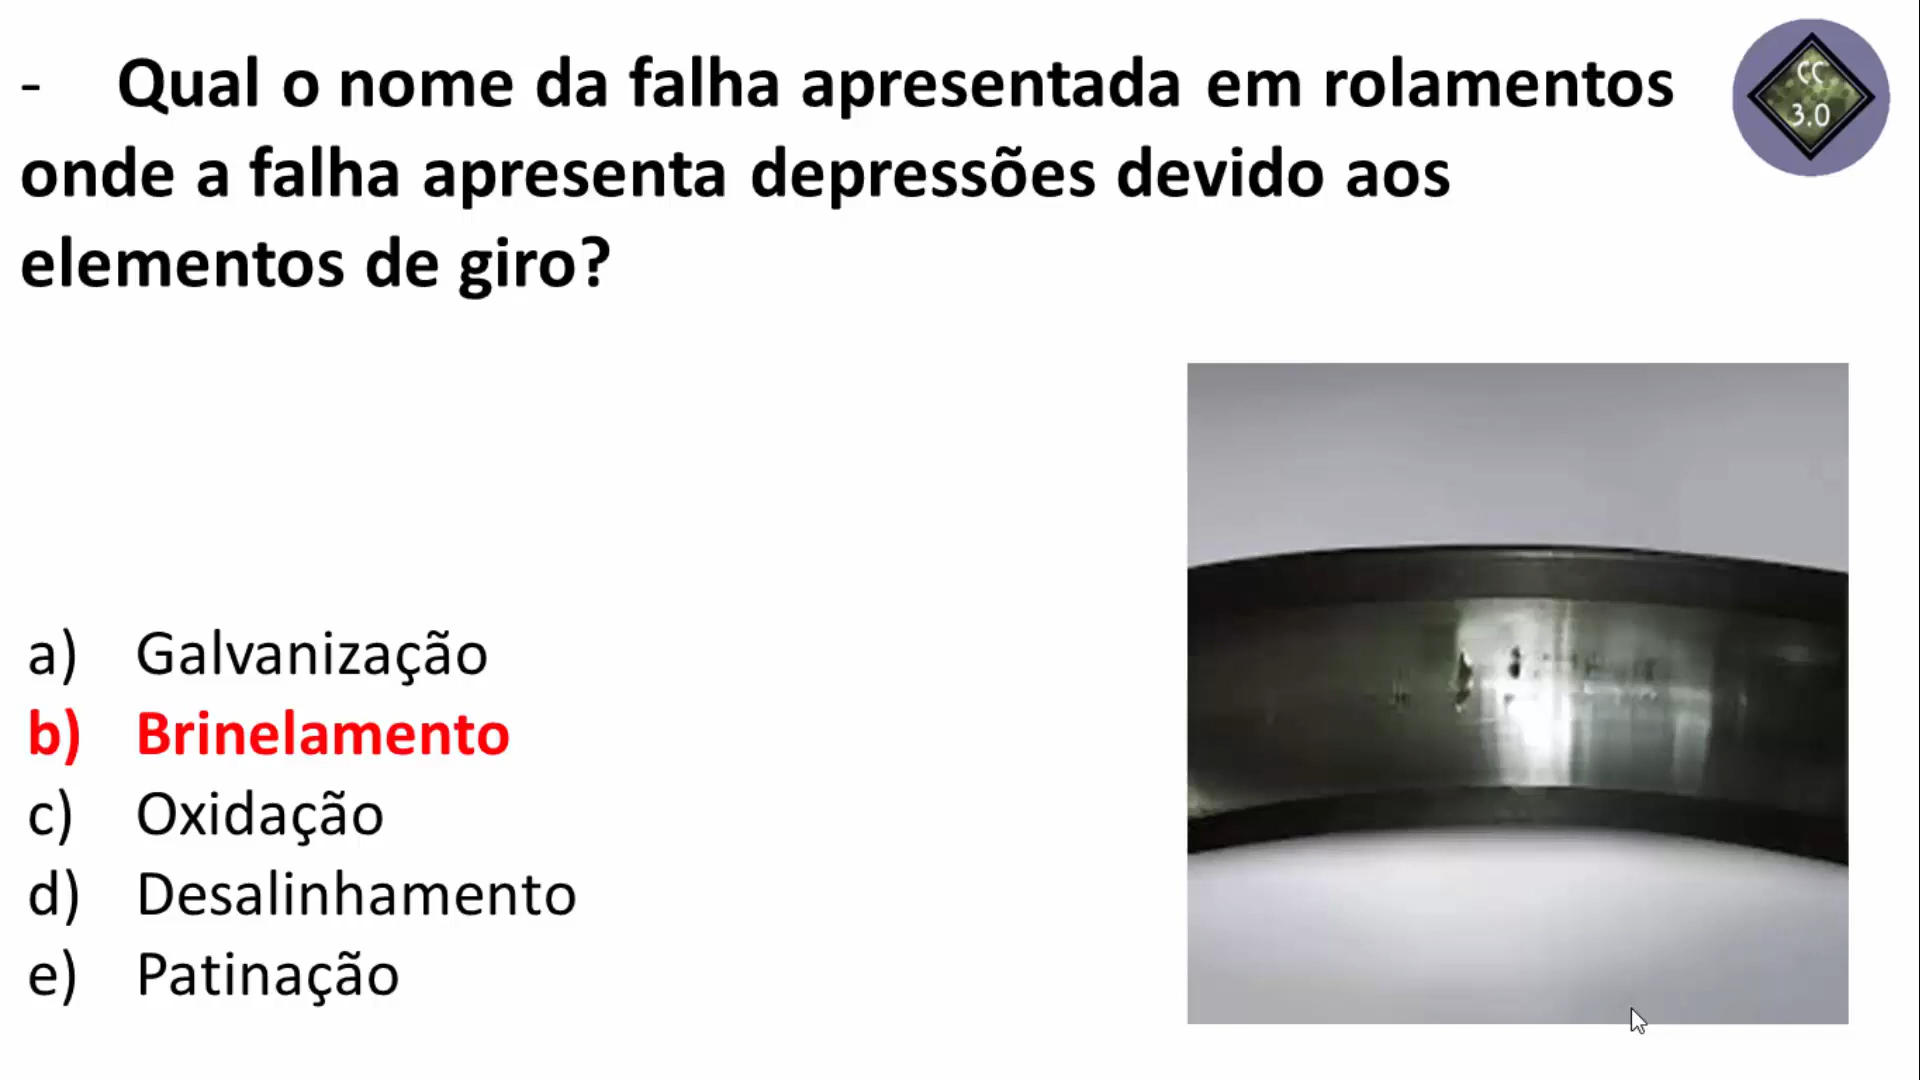 - Qual o nome da falha apresentada em rolamentos
onde a falha apresenta depressões devido aos
elementos de giro?
CC
3.0
a) Galvanização
b) Brinelamento
c) Oxidação
d) Desalinhamento
e) Patinação